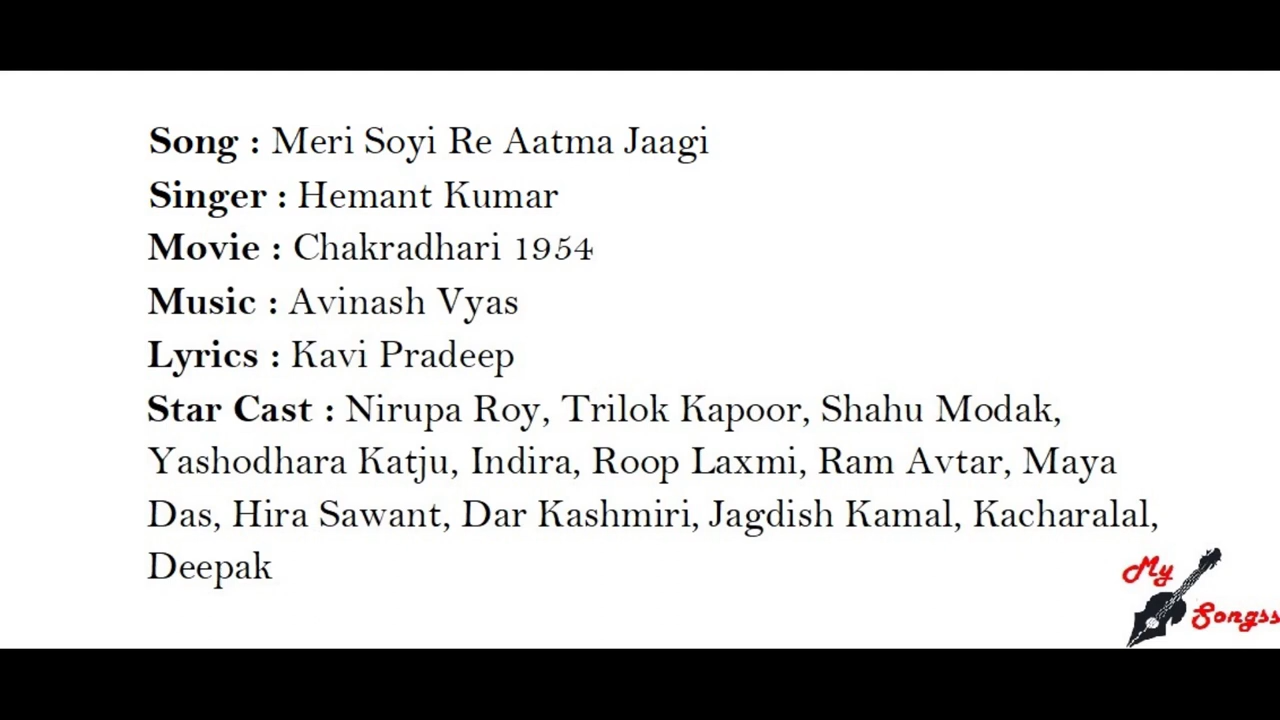 Song : Meri Soyi Re Aatma Jaagi
Singer : Hemant Kumar
Movie : Chakradhari 1954
Music : Avinash Vyas
Lyrics : Kavi Pradeep
Star Cast : Nirupa Roy, Trilok Kapoor, Shahu Modak,
Yashodhara Katju, Indira, Roop Laxmi, Ram Avtar, Maya
Das, Hira Sawant, Dar Kashmiri, Jagdish Kamal, Kacharalal,
Deepak
My
Songss